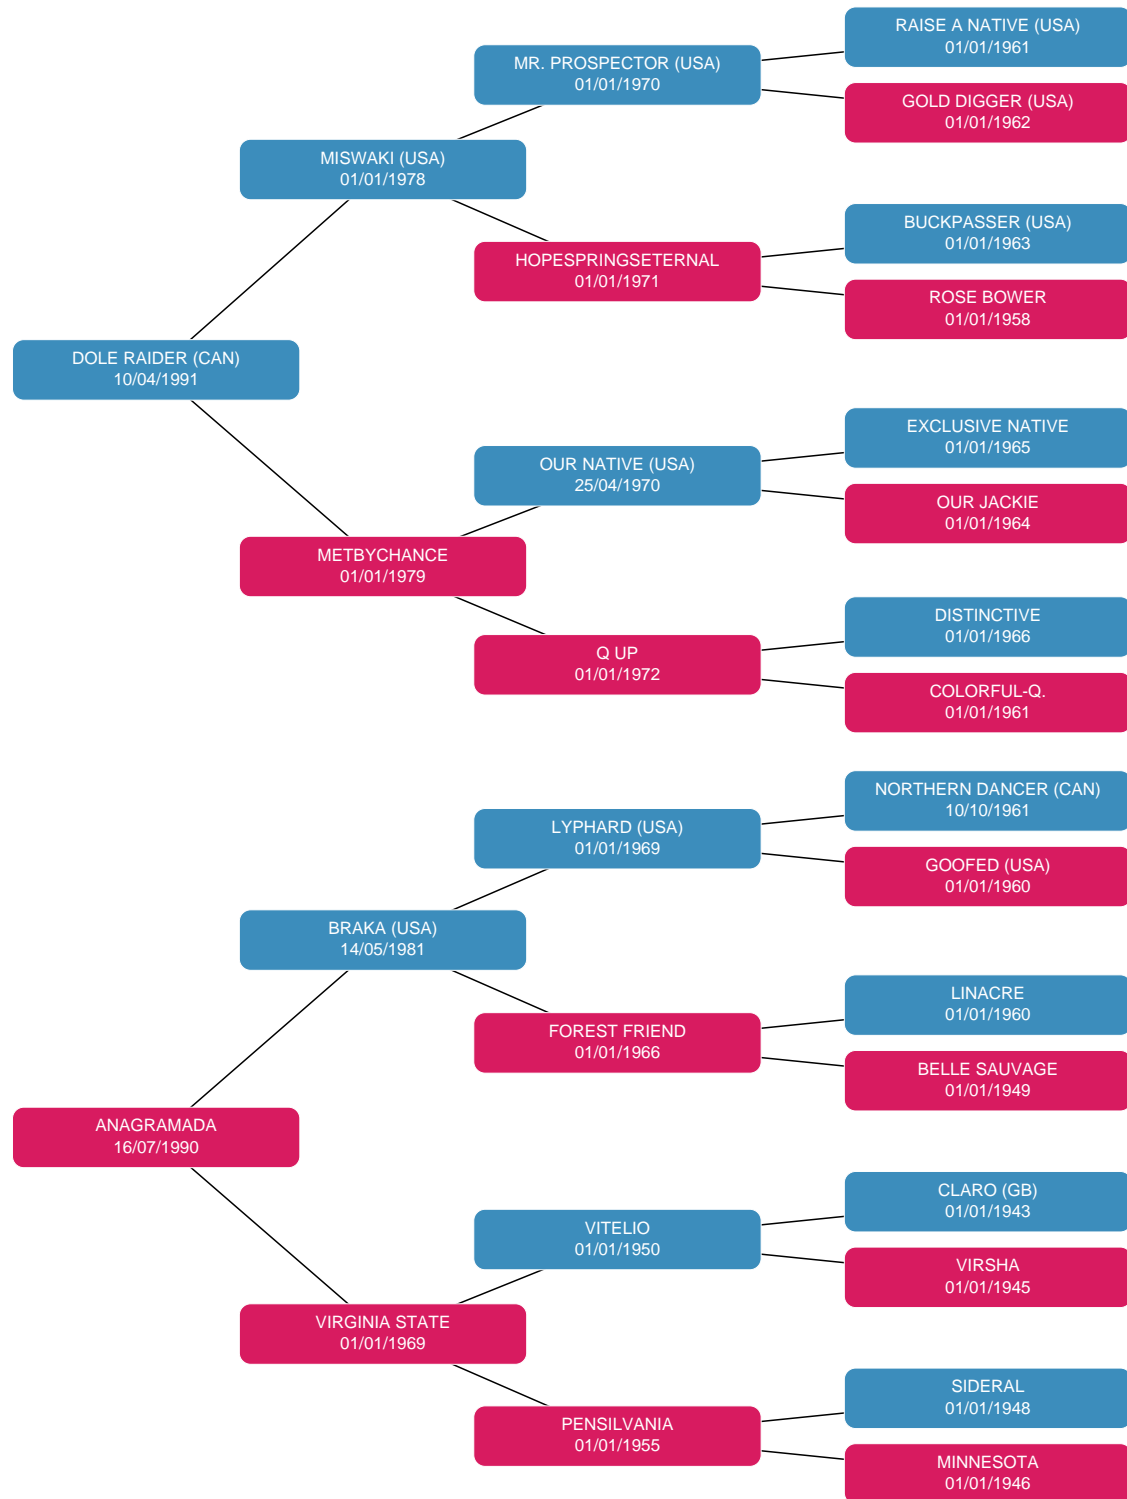 RAISE A NATIVE (USA)
01/01/1961
MR. PROSPECTOR (USA)
01/01/1970
GOLD DIGGER (USA)
01/01/1962
MISWAKI (USA)
01/01/1978
BUCKPASSER (USA)
01/01/1963
HOPESPRINGSETERNAL
01/01/1971
ROSE BOWER
01/01/1958
DOLE RAIDER (CAN)
10/04/1991
EXCLUSIVE NATIVE
01/01/1965
OUR NATIVE (USA)
25/04/1970
OUR JACKIE
01/01/1964
METBYCHANCE
01/01/1979
DISTINCTIVE
01/01/1966
Q UP
01/01/1972
COLORFUL-Q.
01/01/1961
NORTHERN DANCER (CAN)
10/10/1961
LYPHARD (USA)
01/01/1969
GOOFED (USA)
01/01/1960
BRAKA (USA)
14/05/1981
LINACRE
01/01/1960
FOREST FRIEND
01/01/1966
BELLE SAUVAGE
01/01/1949
ANAGRAMADA
16/07/1990
CLARO (GB)
01/01/1943
VITELIO
01/01/1950
VIRSHA
01/01/1945
VIRGINIA STATE
01/01/1969
SIDERAL
01/01/1948
PENSILVANIA
01/01/1955
MINNESOTA
01/01/1946